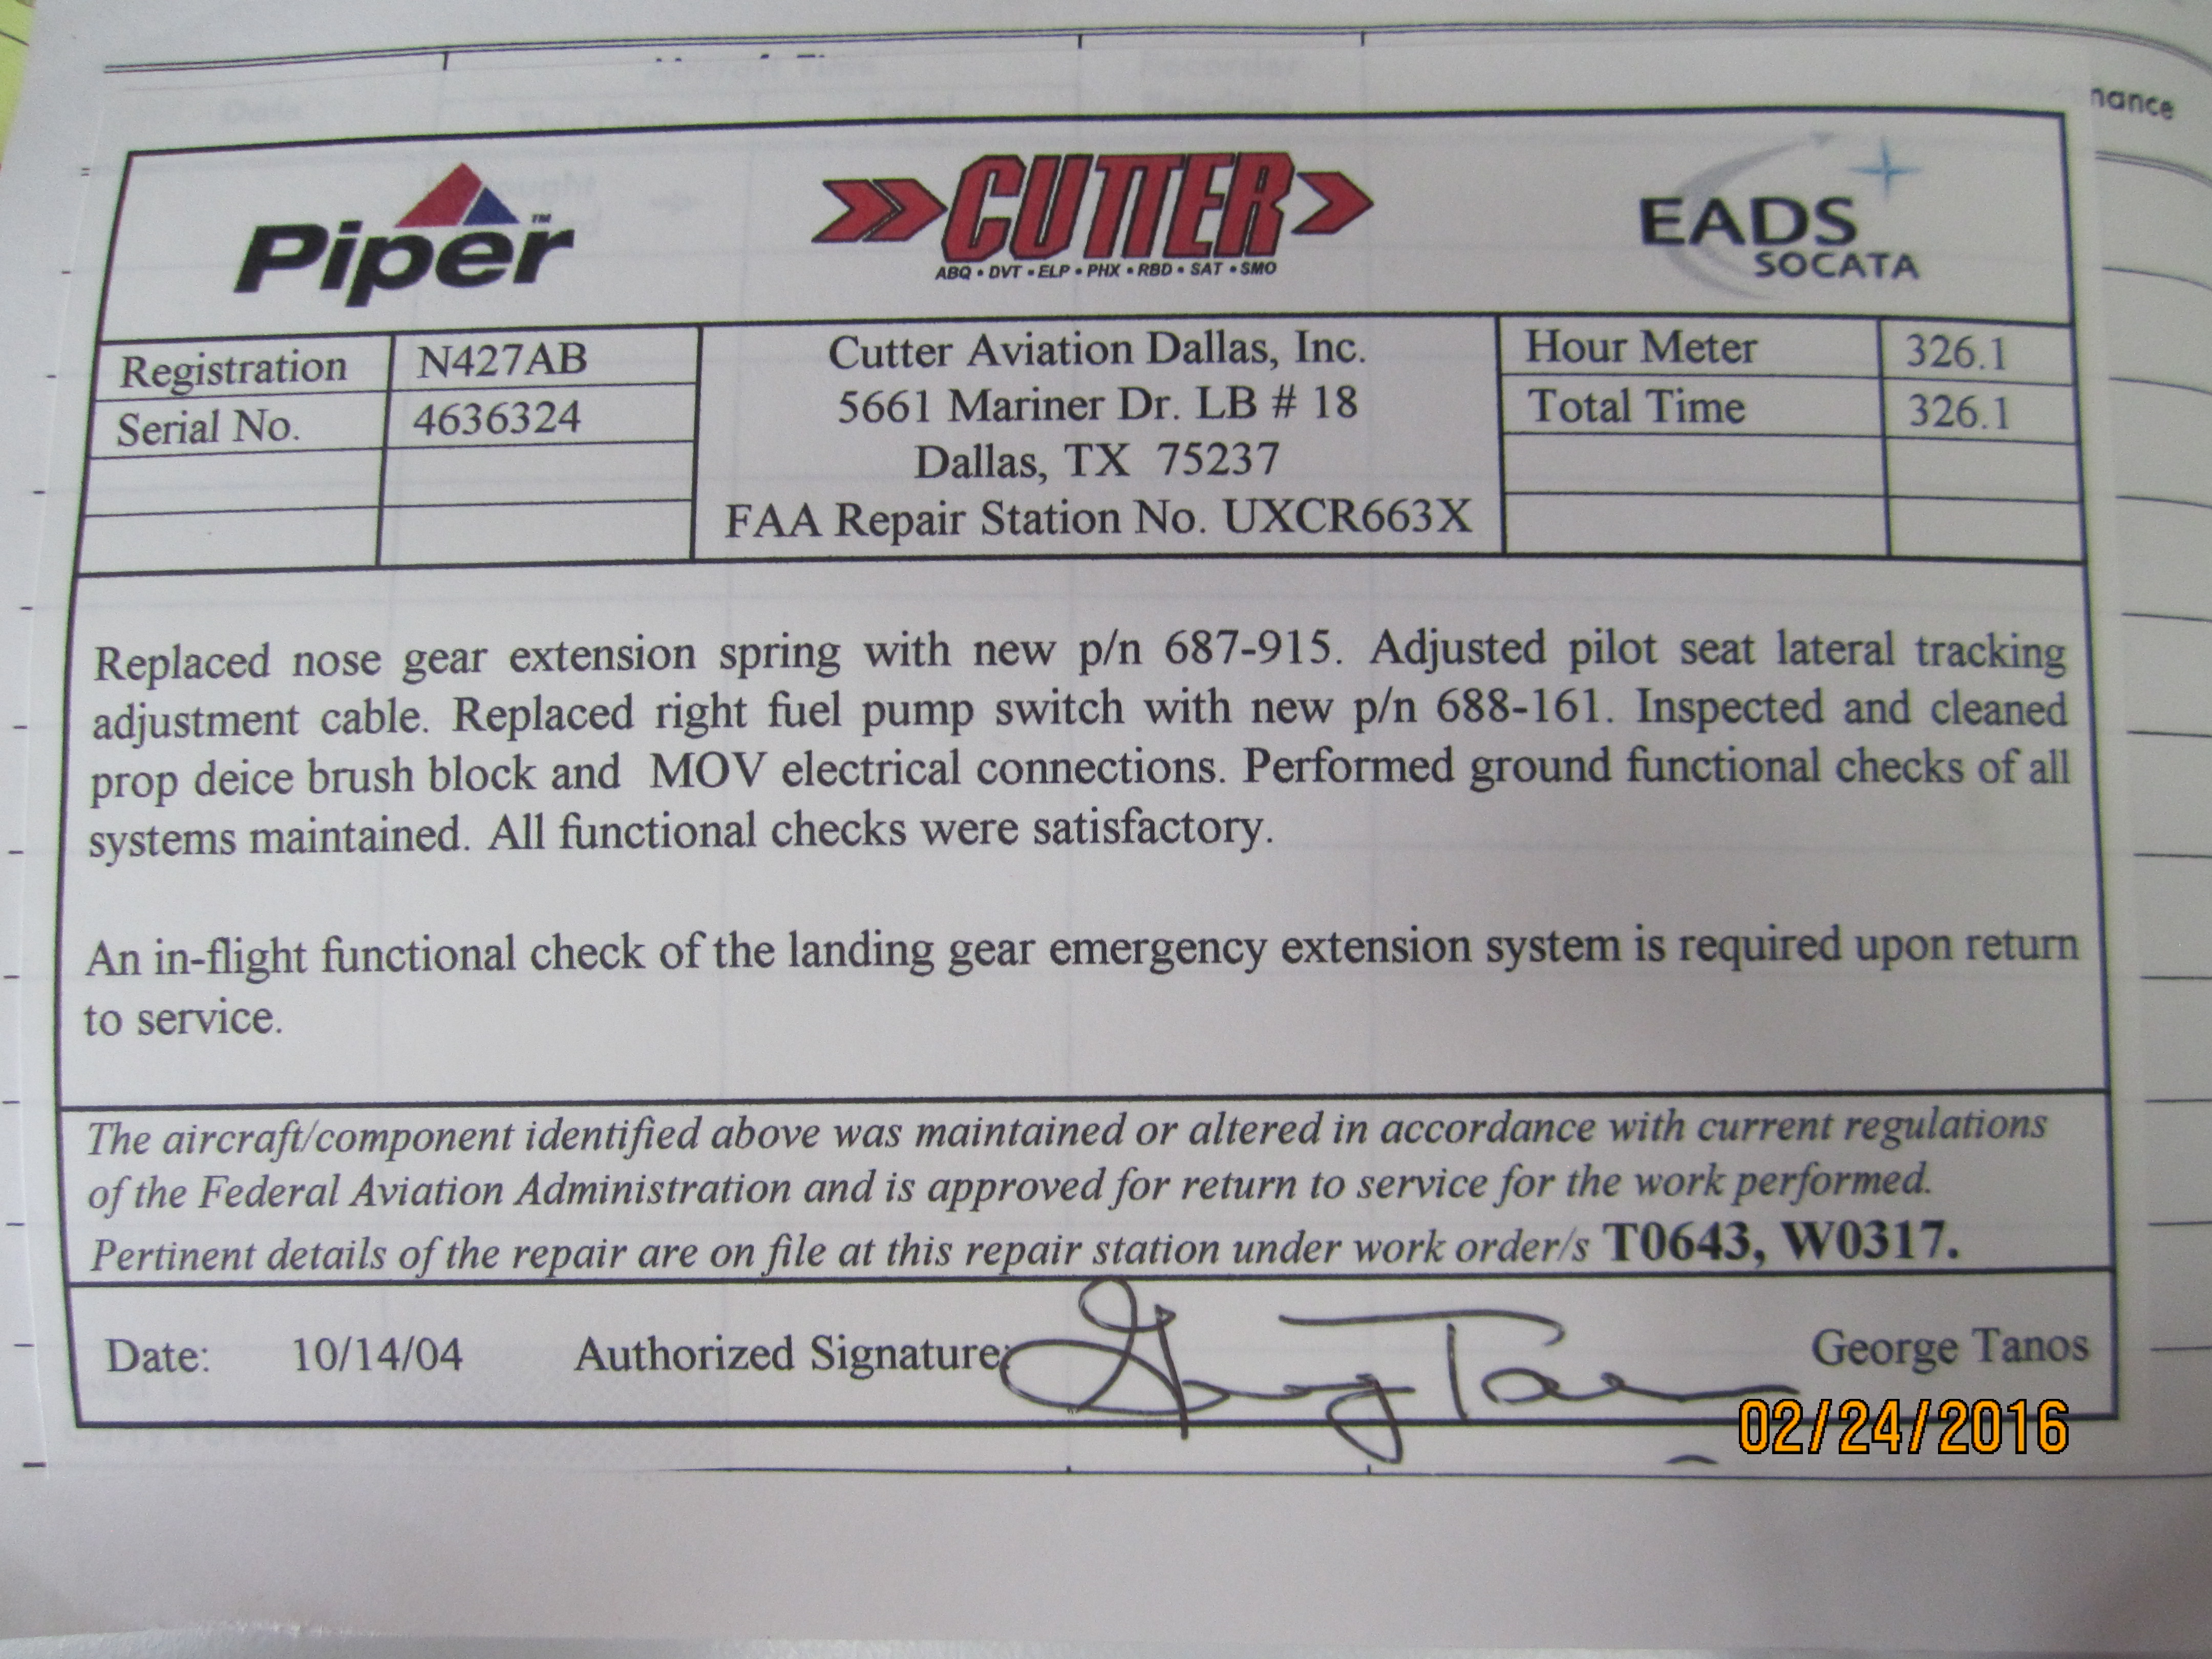 nance
Piper™
CUTTER
EADS
SOCATA
ABQ • DVT • ELP • PHX • RBD • SAT • SMO
Registration N427AB
Serial No. 4636324
Cutter Aviation Dallas, Inc.
5661 Mariner Dr. LB # 18
Dallas, TX 75237
FAA Repair Station No. UXCR663X
Hour Meter 326.1
Total Time 326.1
Replaced nose gear extension spring with new p/n 687-915. Adjusted pilot seat lateral tracking
adjustment cable. Replaced right fuel pump switch with new p/n 688-161. Inspected and cleaned
prop deice brush block and MOV electrical connections. Performed ground functional checks of all
systems maintained. All functional checks were satisfactory.
An in-flight functional check of the landing gear emergency extension system is required upon return
to service.
The aircraft/component identified above was maintained or altered in accordance with current regulations
of the Federal Aviation Administration and is approved for return to service for the work performed.
Pertinent details of the repair are on file at this repair station under work order/s T0643, W0317.
Date: 10/14/04 Authorized Signature: George Tanos
02/24/2016